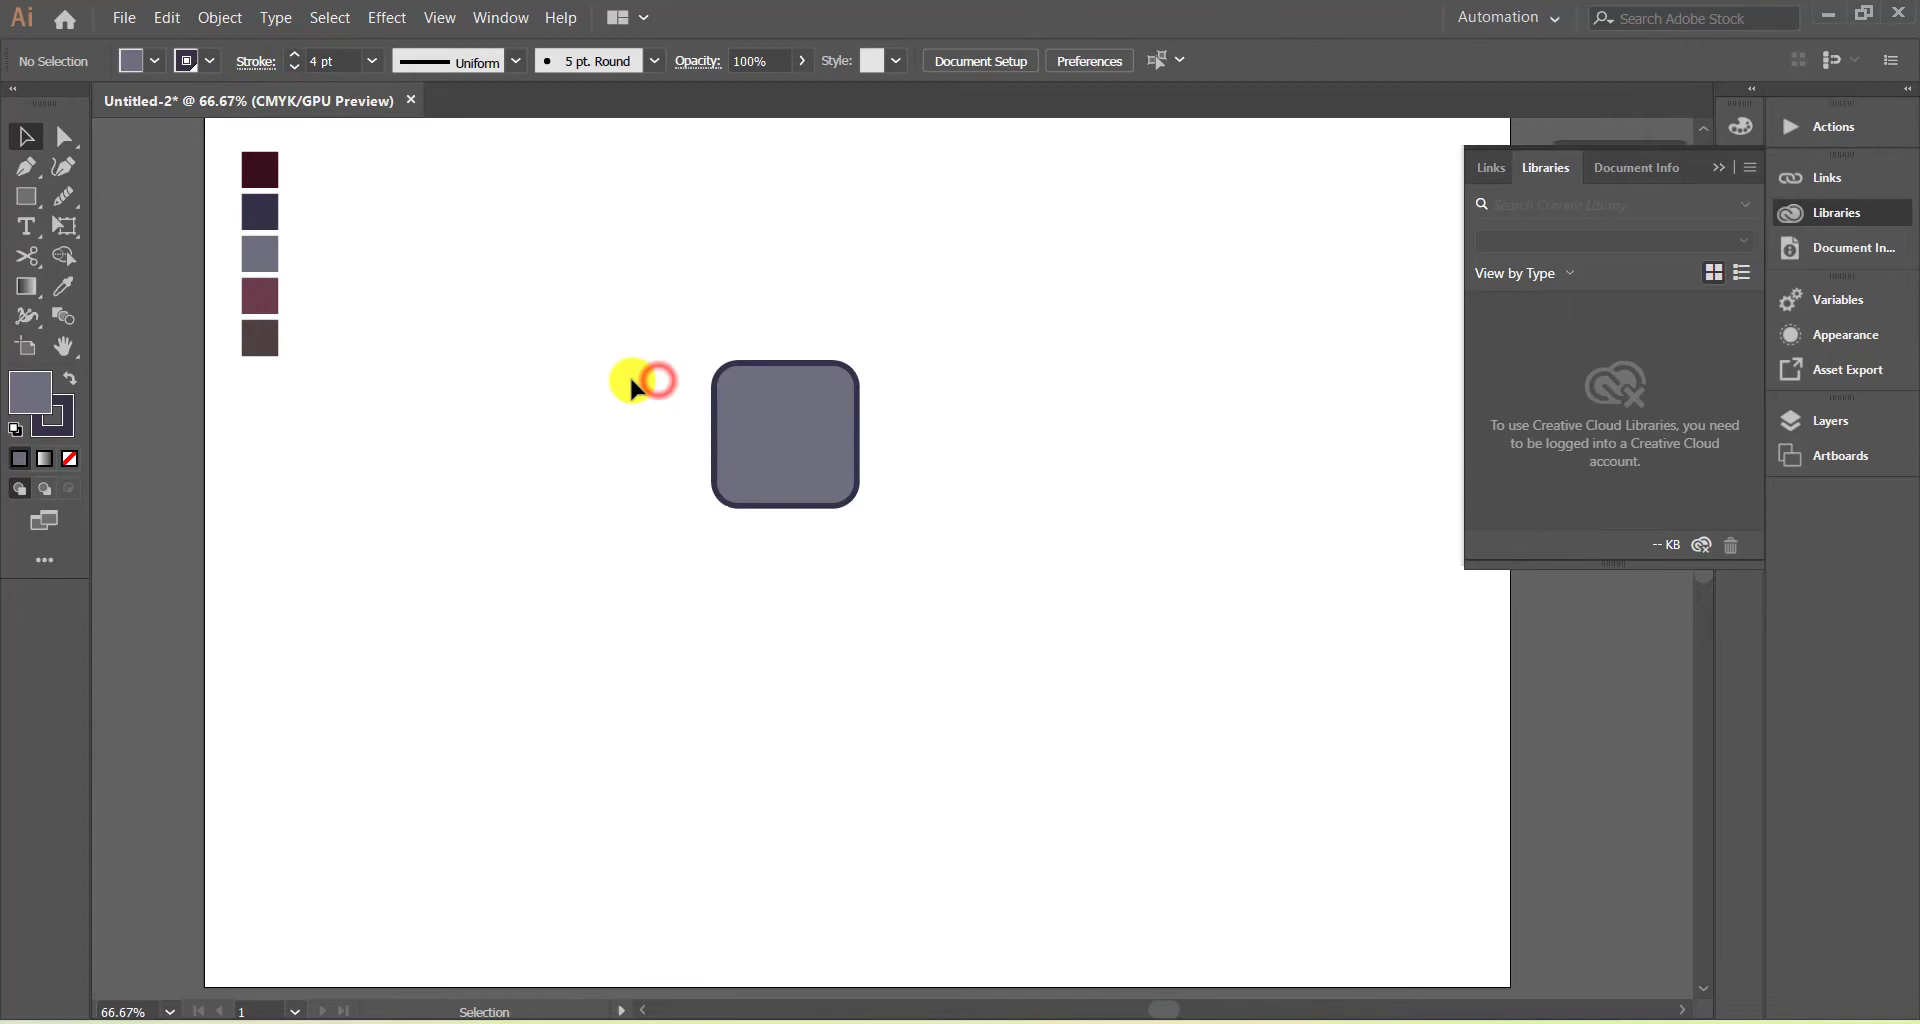 Ai File Edit Object Type Select Effect View Window Help Automation Search Adobe Stock
No Selection Stroke: 4 pt Uniform 5 pt. Round Opacity: 100% Style: Document Setup Preferences
Untitled-2* @ 66.67% (CMYK/GPU Preview) ×
Links Libraries Document Info
Search Current Library
View by Type
To use Creative Cloud Libraries, you need
to be logged into a Creative Cloud
account.
-- KB
Actions
Links
Libraries
Document In...
Variables
Appearance
Asset Export
Layers
Artboards
66.67% 1 Selection